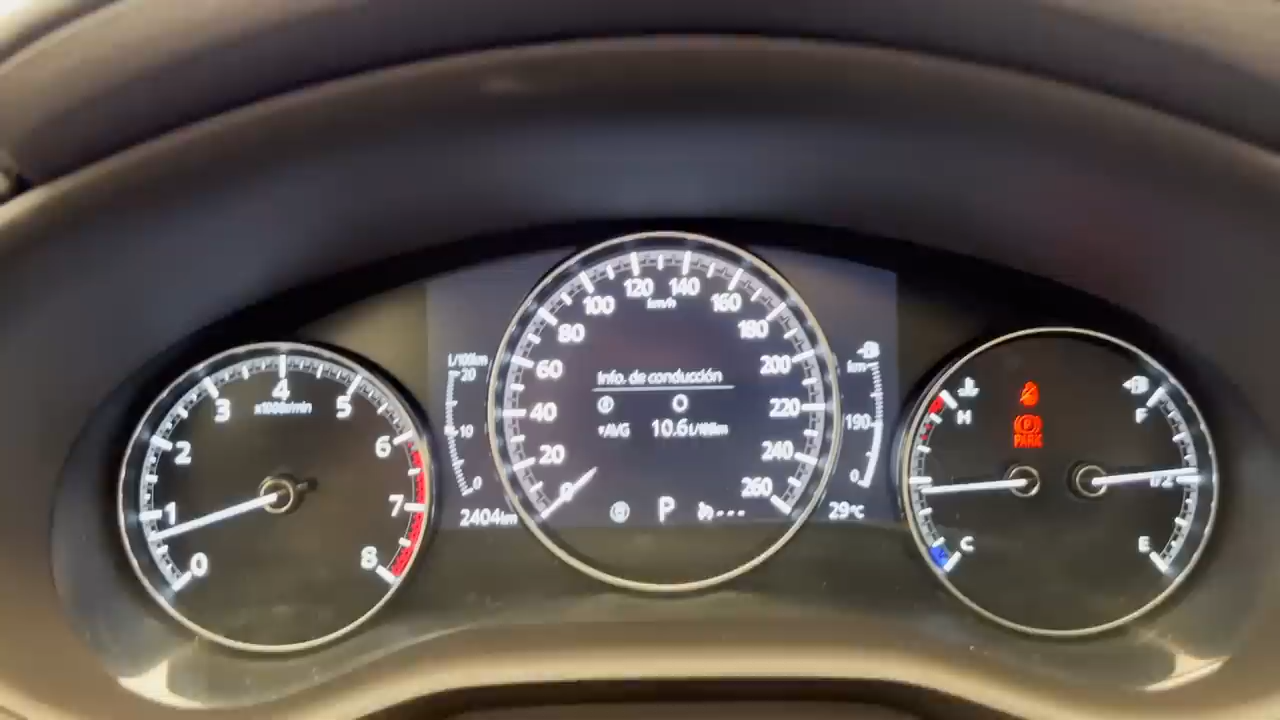 0
1
2
3
4
5
6
7
8
x1000r/min
L/100km
20
10
0
2404km
0
20
40
60
80
100
120
140
160
180
200
220
240
260
km/h
Info. de conducción
0
*AVG 10.6L/100km
P
---
km
190
0
29°C
H
C
P
PARK
F
1/2
E